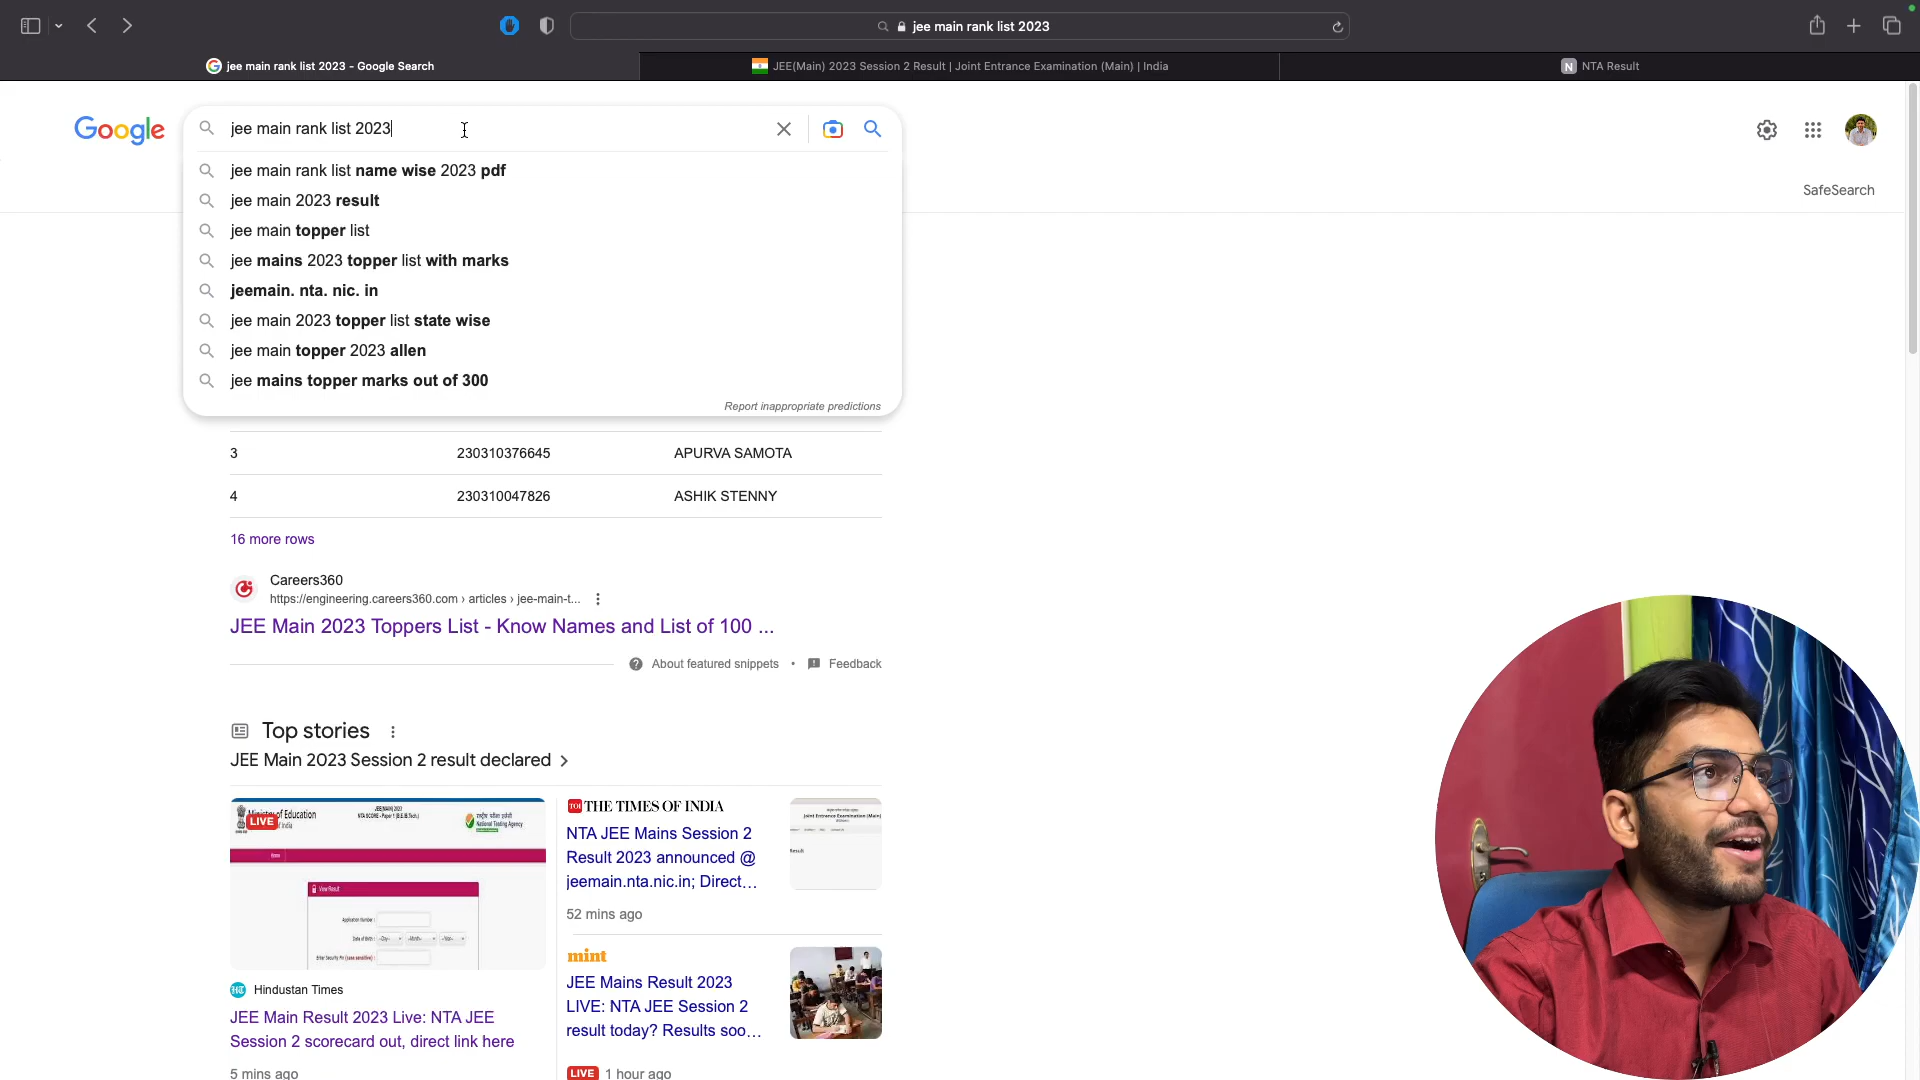 jee main rank list 2023
jee main rank list 2023 - Google Search
JEE(Main) 2023 Session 2 Result | Joint Entrance Examination (Main) | India
N NTA Result
Google
jee main rank list 2023
SafeSearch
jee main rank list name wise 2023 pdf
jee main 2023 result
jee main topper list
jee mains 2023 topper list with marks
jeemain. nta. nic. in
jee main 2023 topper list state wise
jee main topper 2023 allen
jee mains topper marks out of 300
Report inappropriate predictions
3 230310376645 APURVA SAMOTA
4 230310047826 ASHIK STENNY
16 more rows
Careers360
https://engineering.careers360.com › articles › jee-main-t...
JEE Main 2023 Toppers List - Know Names and List of 100 ...
About featured snippets • Feedback
Top stories
JEE Main 2023 Session 2 result declared
LIVE
Hindustan Times
JEE Main Result 2023 Live: NTA JEE
Session 2 scorecard out, direct link here
5 mins ago
TOI THE TIMES OF INDIA
NTA JEE Mains Session 2
Result 2023 announced @
jeemain.nta.nic.in; Direct...
52 mins ago
mint
JEE Mains Result 2023
LIVE: NTA JEE Session 2
result today? Results soo...
LIVE 1 hour ago